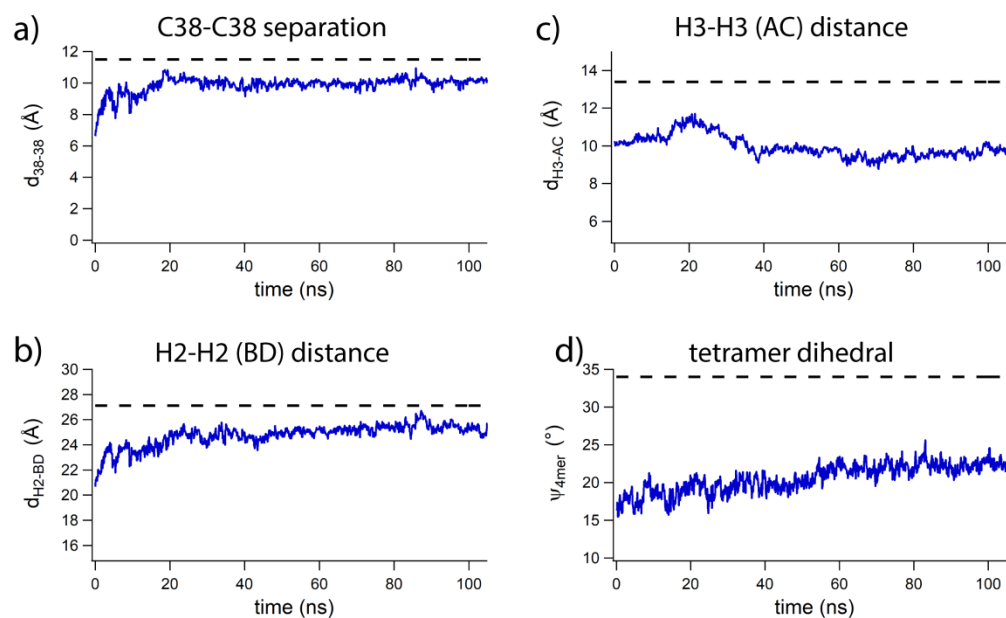 a) C38-C38 separation
12
10
8
6
4
2
0
d38-38 (Å)
0 20 40 60 80 100
time (ns)
c) H3-H3 (AC) distance
14
12
10
8
6
dH3-AC (Å)
0 20 40 60 80 100
time (ns)
b) H2-H2 (BD) distance
30
28
26
24
22
20
18
16
dH2-BD (Å)
0 20 40 60 80 100
time (ns)
d) tetramer dihedral
35
30
25
20
15
10
ψ4mer (°)
0 20 40 60 80 100
time (ns)